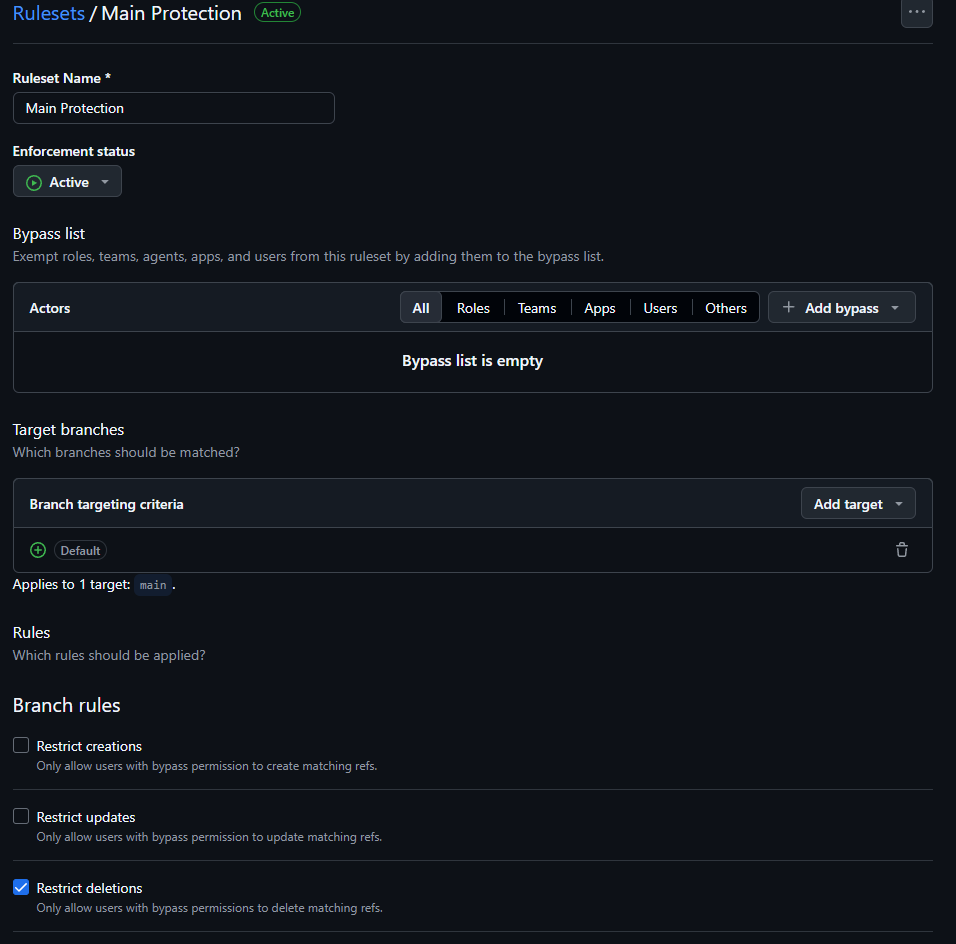 Rulesets / Main Protection Active
Ruleset Name *
Main Protection
Enforcement status
Active
Bypass list
Exempt roles, teams, agents, apps, and users from this ruleset by adding them to the bypass list.
Actors All Roles Teams Apps Users Others Add bypass
Bypass list is empty
Target branches
Which branches should be matched?
Branch targeting criteria Add target
Default
Applies to 1 target: main .
Rules
Which rules should be applied?
Branch rules
Restrict creations
Only allow users with bypass permission to create matching refs.
Restrict updates
Only allow users with bypass permission to update matching refs.
Restrict deletions
Only allow users with bypass permissions to delete matching refs.